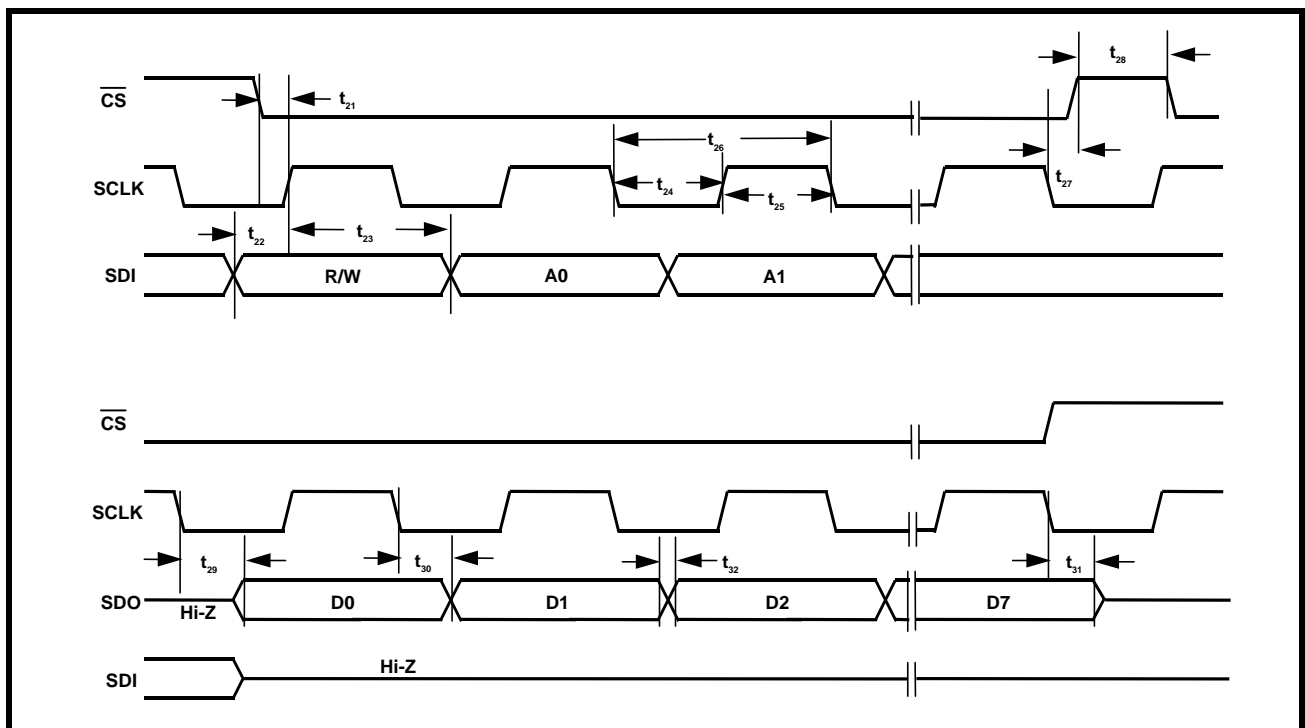 t28
CS
t21
t26
SCLK
t24
t25
t27
t22
t23
SDI
R/W
A0
A1
CS
SCLK
t29
t30
t32
t31
SDO
Hi-Z
D0
D1
D2
D7
SDI
Hi-Z